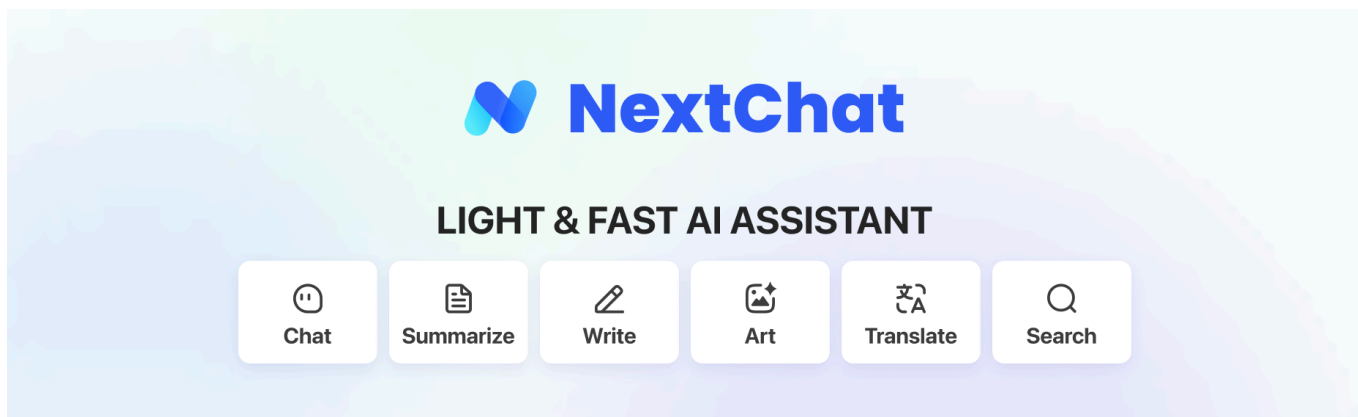 NextChat
LIGHT & FAST AI ASSISTANT
Chat Summarize Write Art Translate Search